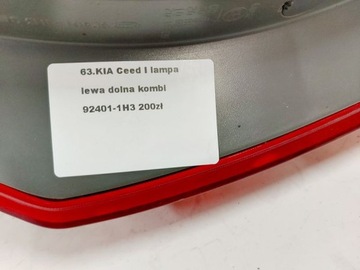 63.KIA Ceed I lampa
lewa dolna kombi
92401-1H3 200zł